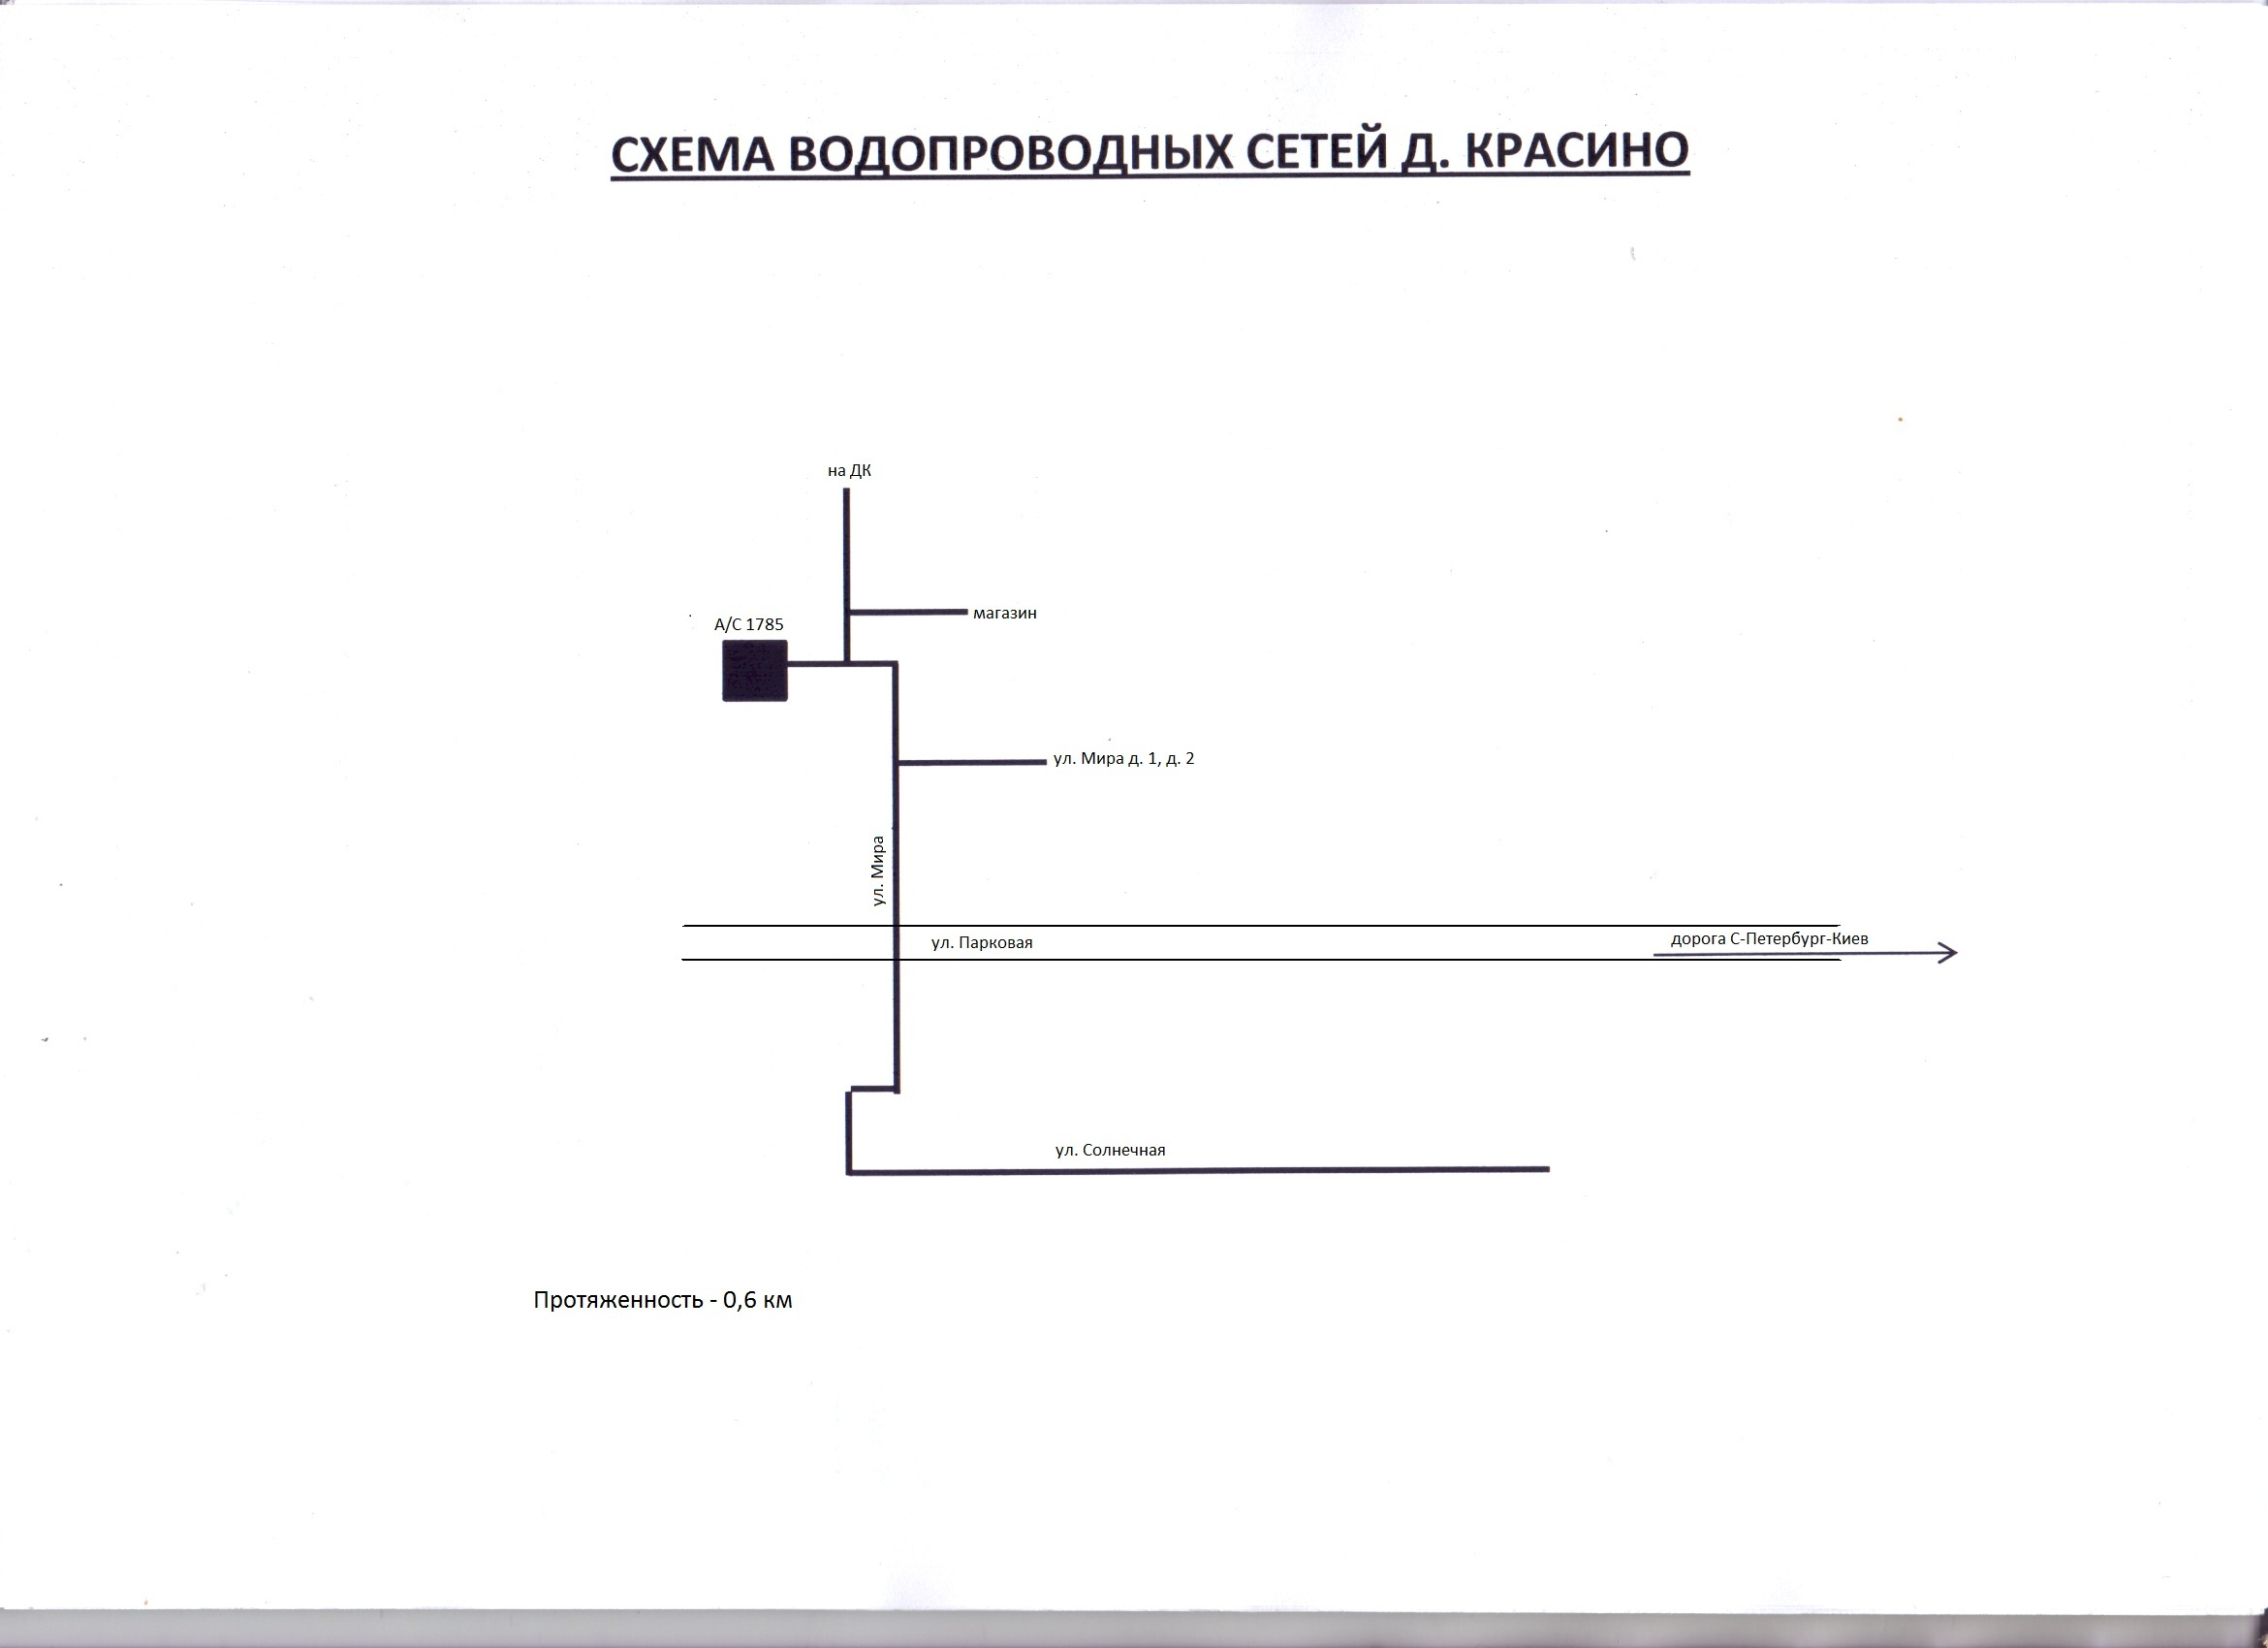 СХЕМА ВОДОПРОВОДНЫХ СЕТЕЙ Д. КРАСИНО
на ДК
магазин
А/С 1785
ул. Мира д. 1, д. 2
ул. Мира
ул. Парковая
дорога С-Петербург-Киев
ул. Солнечная
Протяженность - 0,6 км